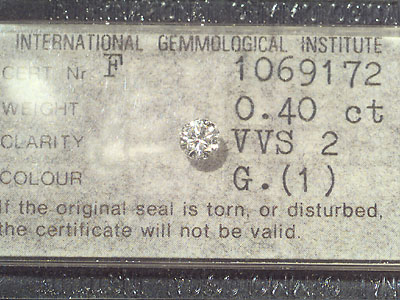 INTERNATIONAL GEMMOLOGICAL INSTITUTE
CERT Nr F 1069172
WEIGHT 0.40 ct
CLARITY VVS 2
COLOUR G.(1)
If the original seal is torn, or disturbed,
the certificate will not be valid.